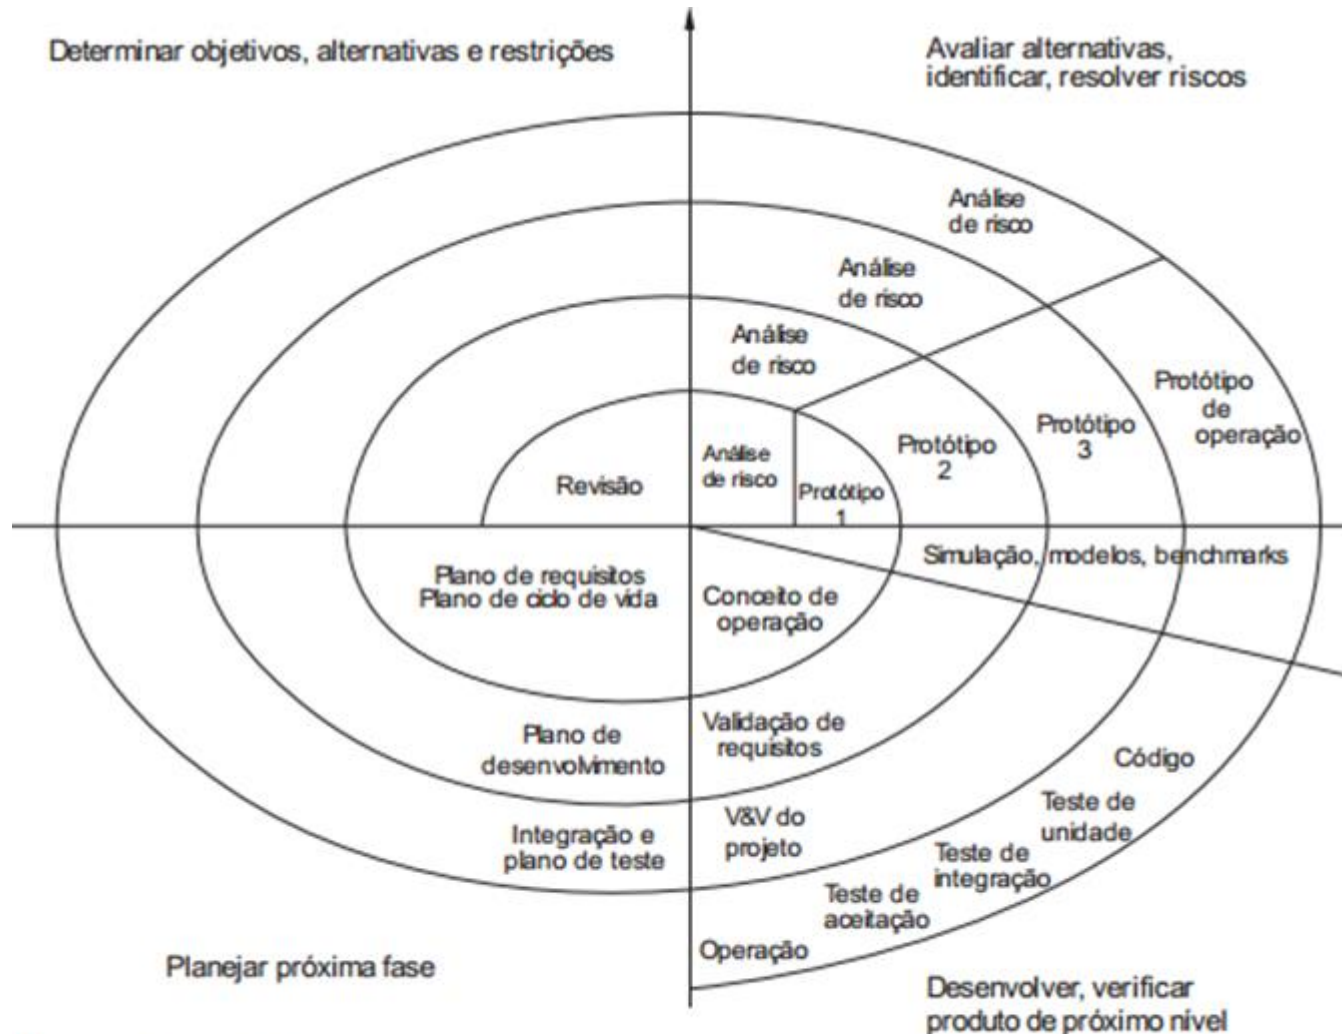 Determinar objetivos, alternativas e restrições
Avaliar alternativas,
identificar, resolver riscos
Análise
de risco
Análise
de risco
Análise
de risco
Análise
de risco
Revisão
Protótipo
1
Protótipo
2
Protótipo
3
Protótipo
de
operação
Simulação, modelos, benchmarks
Plano de requisitos
Plano de ciclo de vida
Conceito de
operação
Plano de
desenvolvimento
Validação de
requisitos
Integração e
plano de teste
V&V do
projeto
Código
Teste de
unidade
Teste de
integração
Teste de
aceitação
Operação
Planejar próxima fase
Desenvolver, verificar
produto de próximo nível